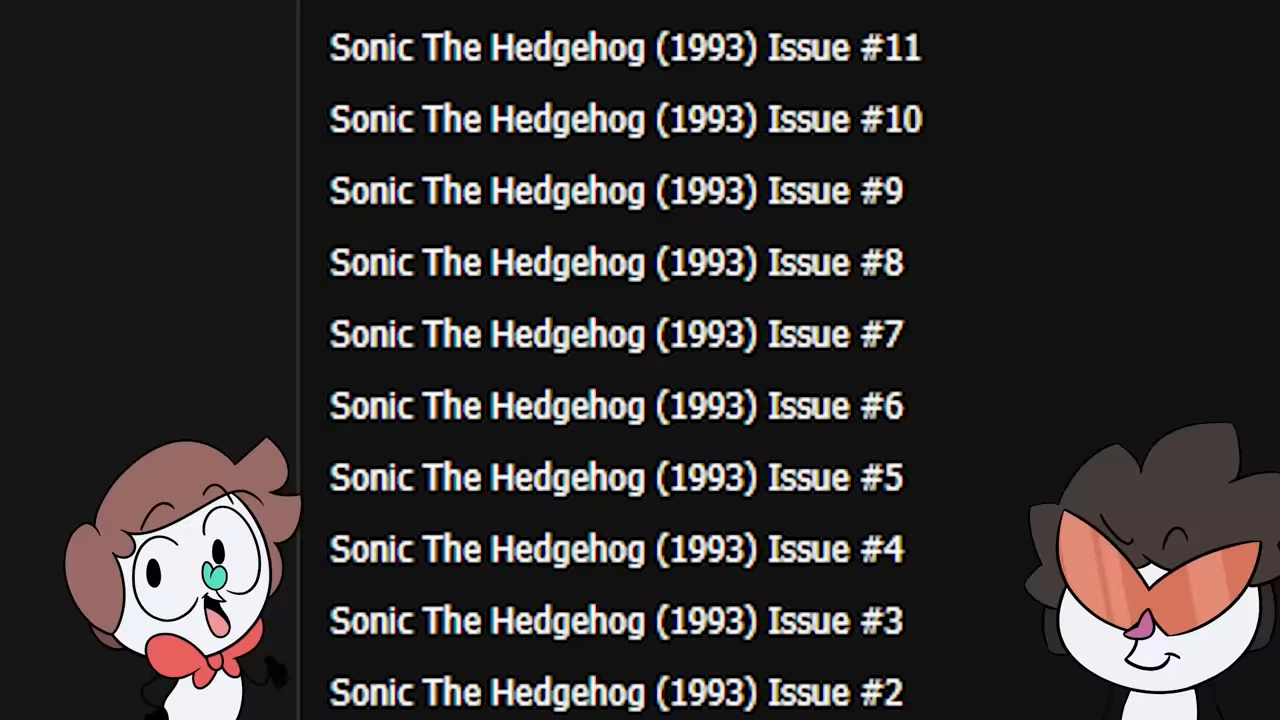 Sonic The Hedgehog (1993) Issue #11
Sonic The Hedgehog (1993) Issue #10
Sonic The Hedgehog (1993) Issue #9
Sonic The Hedgehog (1993) Issue #8
Sonic The Hedgehog (1993) Issue #7
Sonic The Hedgehog (1993) Issue #6
Sonic The Hedgehog (1993) Issue #5
Sonic The Hedgehog (1993) Issue #4
Sonic The Hedgehog (1993) Issue #3
Sonic The Hedgehog (1993) Issue #2